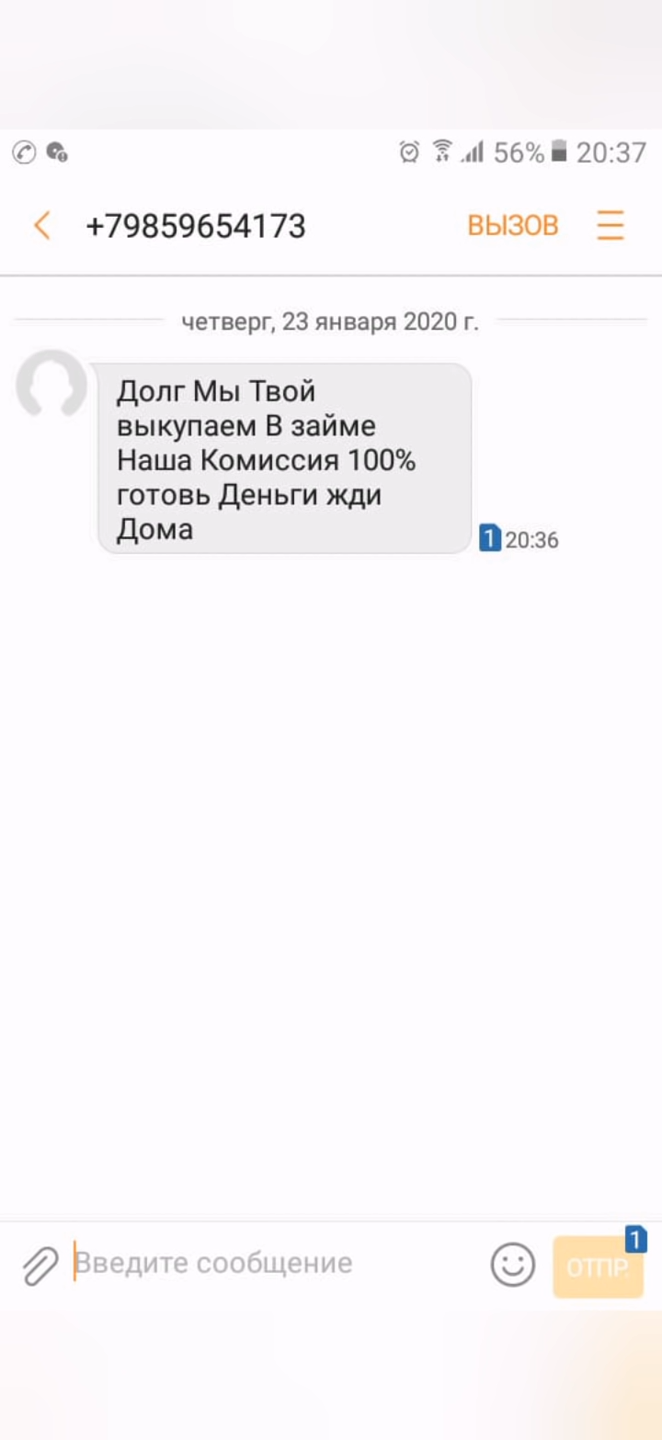 56% 20:37
+79859654173 ВЫЗОВ
четверг, 23 января 2020 г.
Долг Мы Твой
выкупаем В займе
Наша Комиссия 100%
готовь Деньги жди
Дома
1 20:36
Введите сообщение
1
ОТПР.